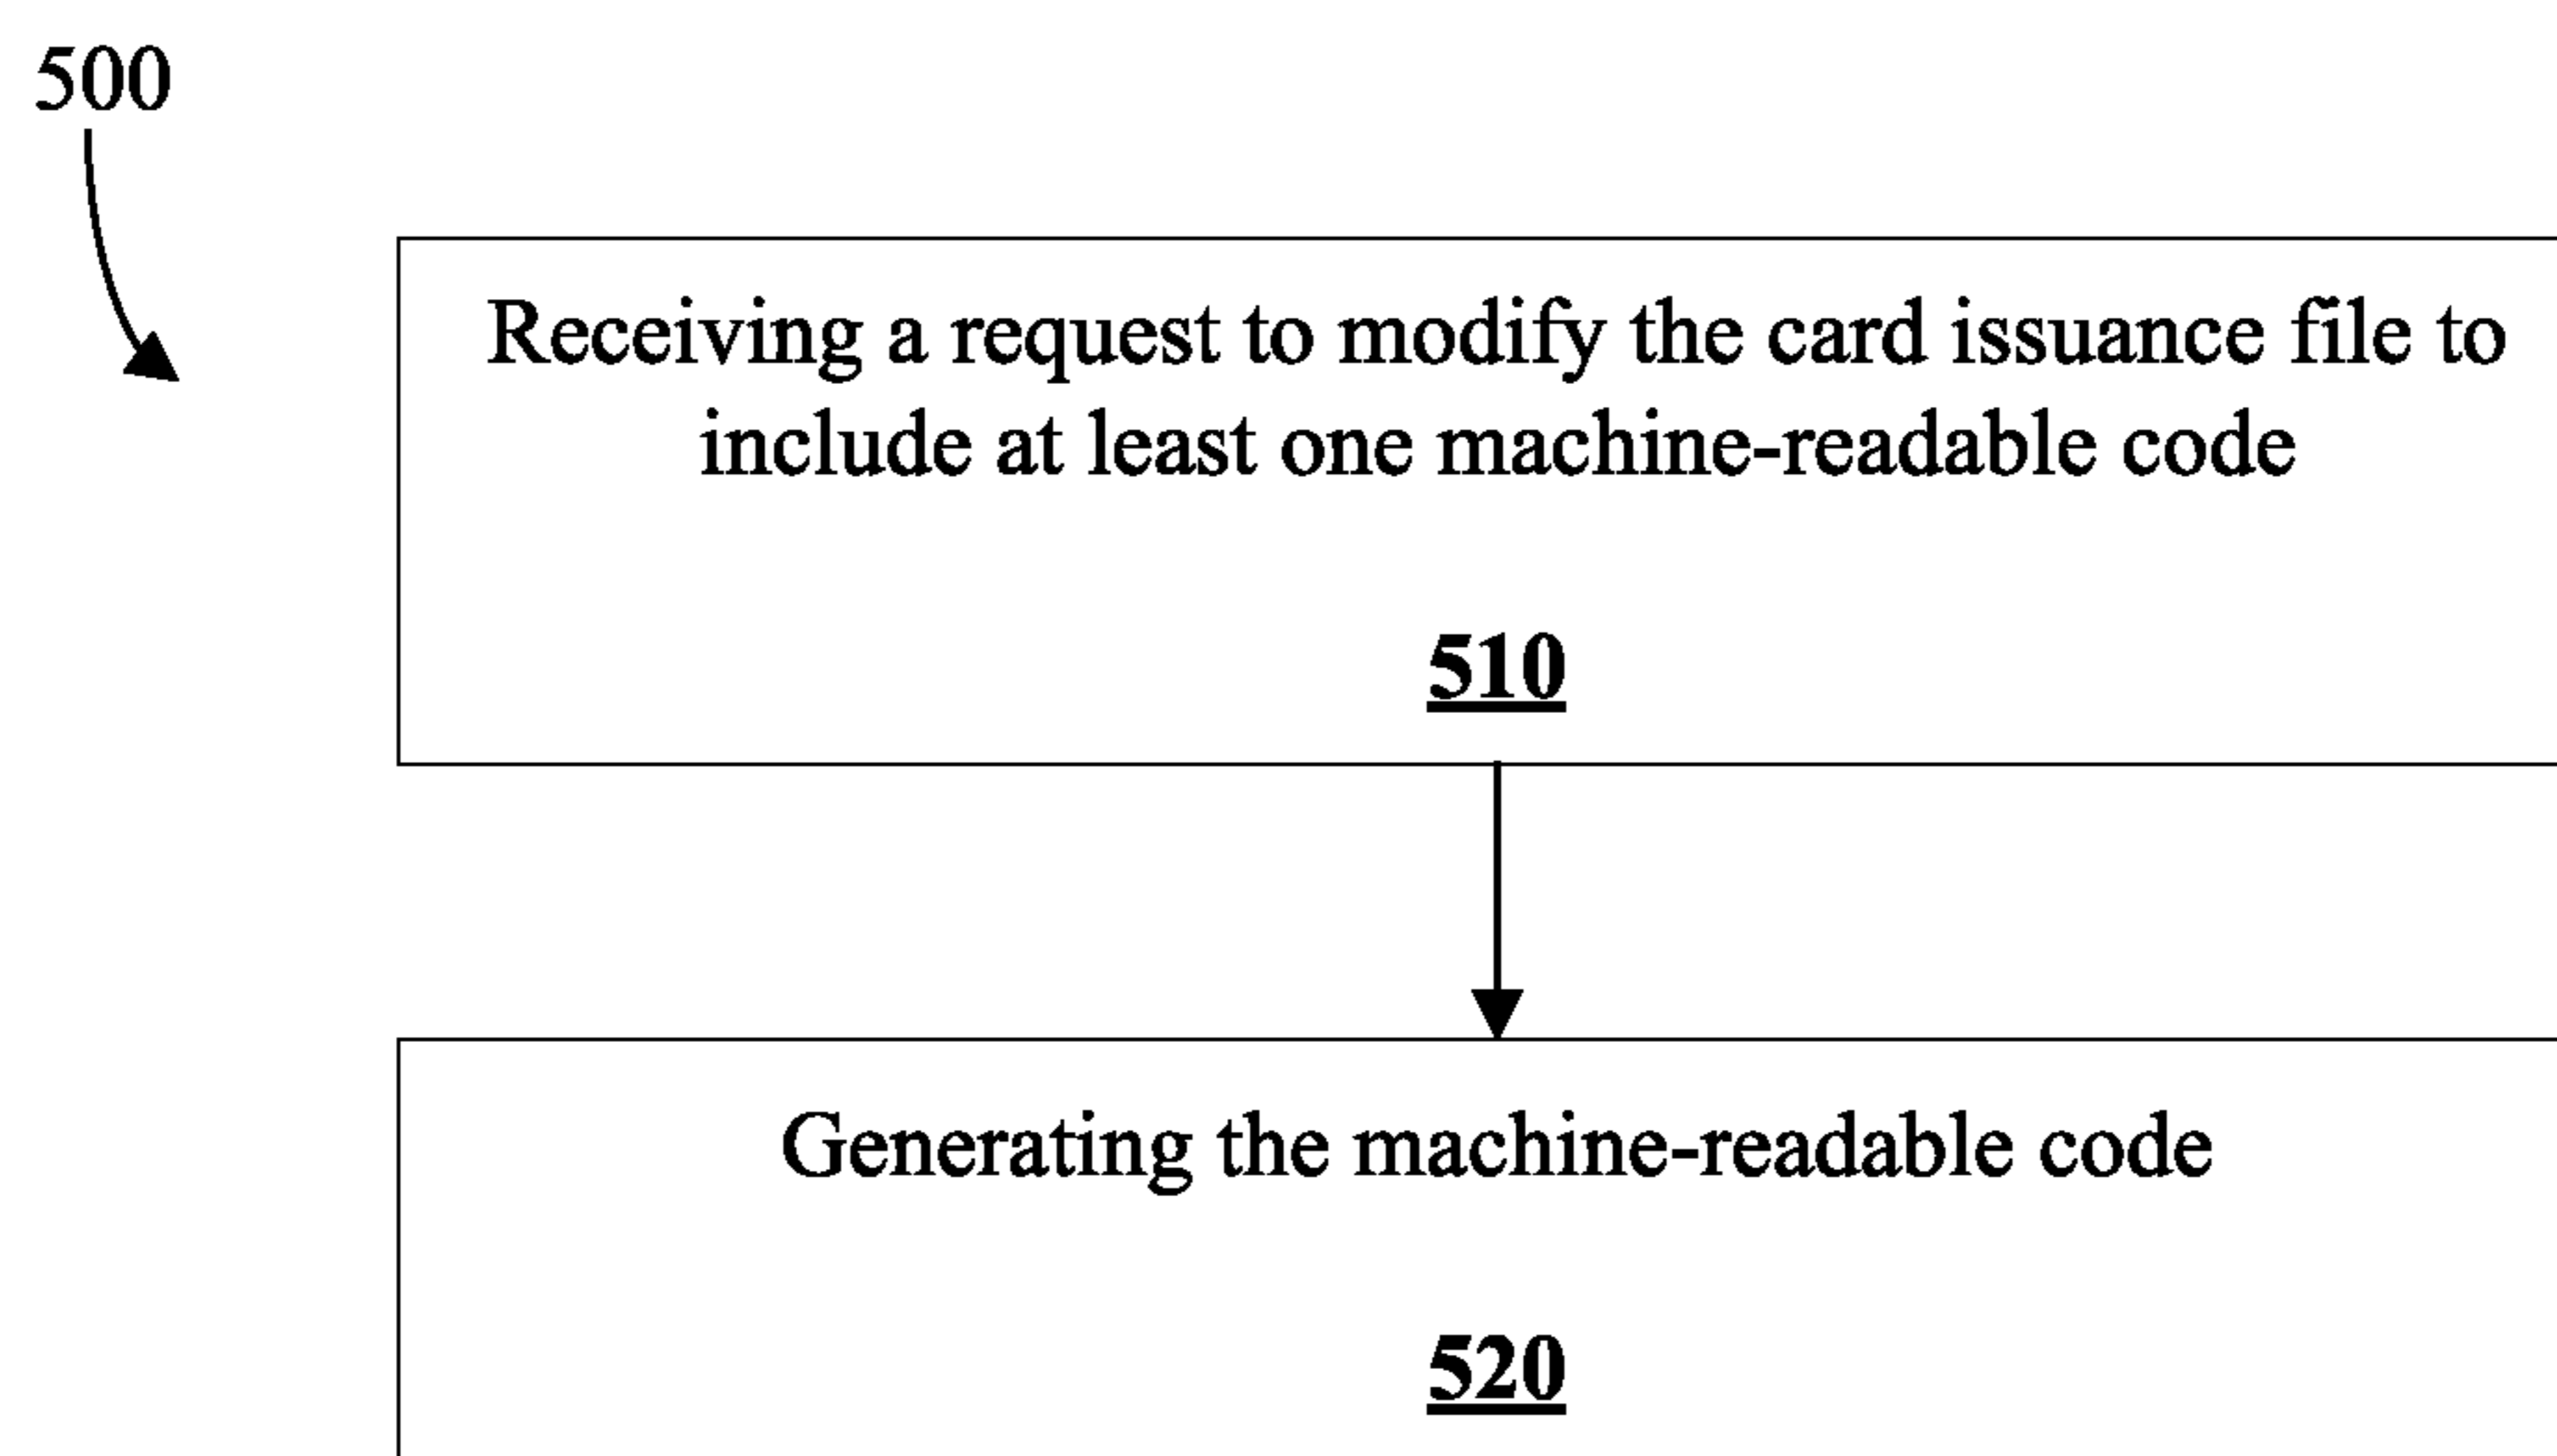 500
Receiving a request to modify the card issuance file to
include at least one machine-readable code
510
Generating the machine-readable code
520